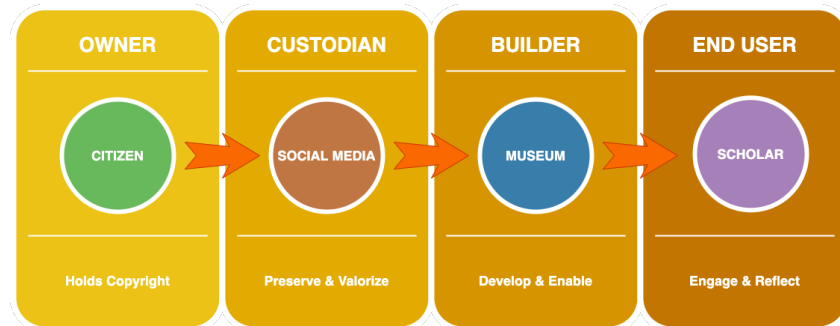 OWNER
CITIZEN
Holds Copyright
CUSTODIAN
SOCIAL MEDIA
Preserve & Valorize
BUILDER
MUSEUM
Develop & Enable
END USER
SCHOLAR
Engage & Reflect